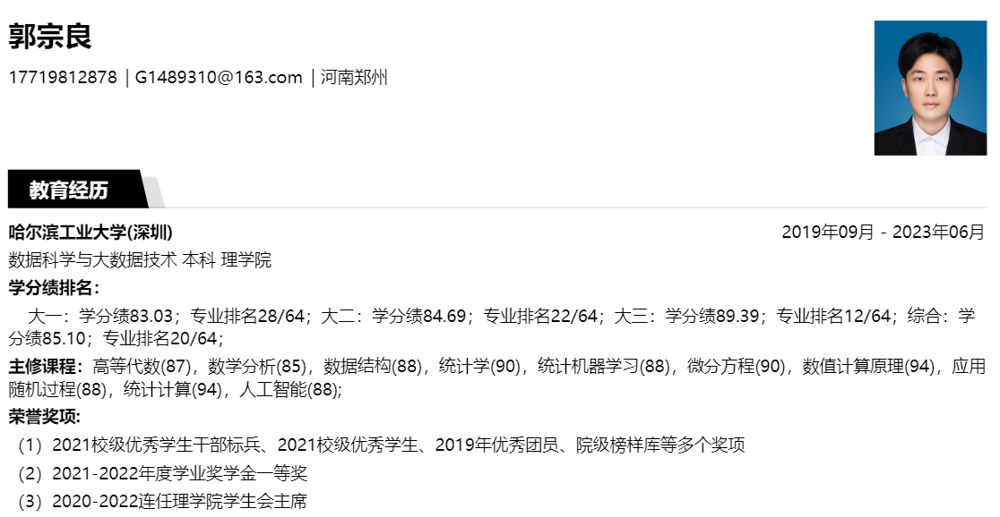 郭宗良
17719812878 | G1489310@163.com | 河南郑州
教育经历
哈尔滨工业大学(深圳) 2019年09月 - 2023年06月
数据科学与大数据技术 本科 理学院
学分绩排名：
大一：学分绩83.03；专业排名28/64；大二：学分绩84.69；专业排名22/64；大三：学分绩89.39；专业排名12/64；综合：学
分绩85.10；专业排名20/64；
主修课程：高等代数(87)，数学分析(85)，数据结构(88)，统计学(90)，统计机器学习(88)，微分方程(90)，数值计算原理(94)，应用
随机过程(88)，统计计算(94)，人工智能(88);
荣誉奖项:
（1）2021校级优秀学生干部标兵、2021校级优秀学生、2019年优秀团员、院级榜样库等多个奖项
（2）2021-2022年度学业奖学金一等奖
（3）2020-2022连任理学院学生会主席